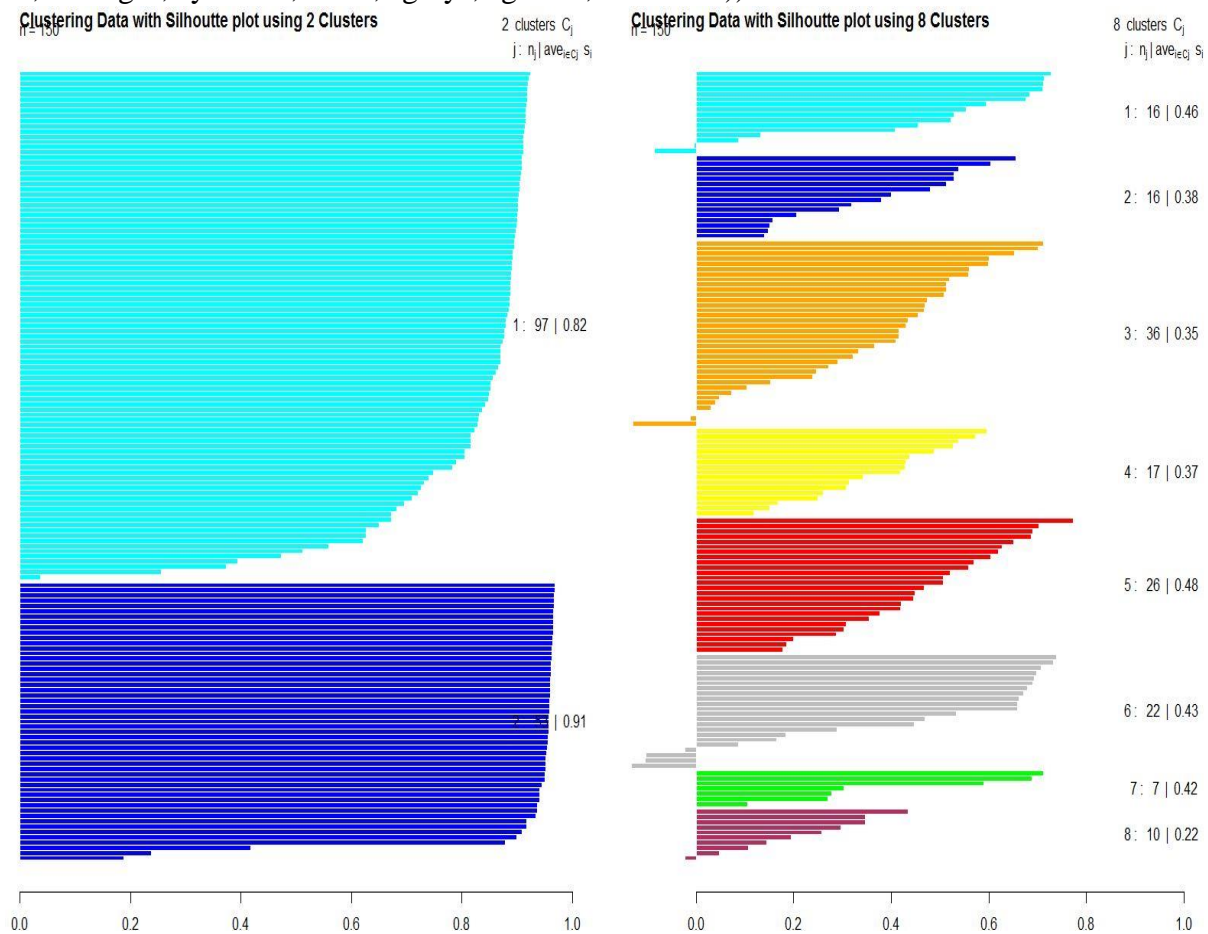 Clustering Data with Silhoutte plot using 2 Clusters
n = 150
2 clusters Cj
j : nj | avei∈Cj si
1 : 97 | 0.82
| 0.91
0.0 0.2 0.4 0.6 0.8 1.0
Clustering Data with Silhoutte plot using 8 Clusters
n = 150
8 clusters Cj
j : nj | avei∈Cj si
1 : 16 | 0.46
2 : 16 | 0.38
3 : 36 | 0.35
4 : 17 | 0.37
5 : 26 | 0.48
6 : 22 | 0.43
7 : 7 | 0.42
8 : 10 | 0.22
0.0 0.2 0.4 0.6 0.8 1.0